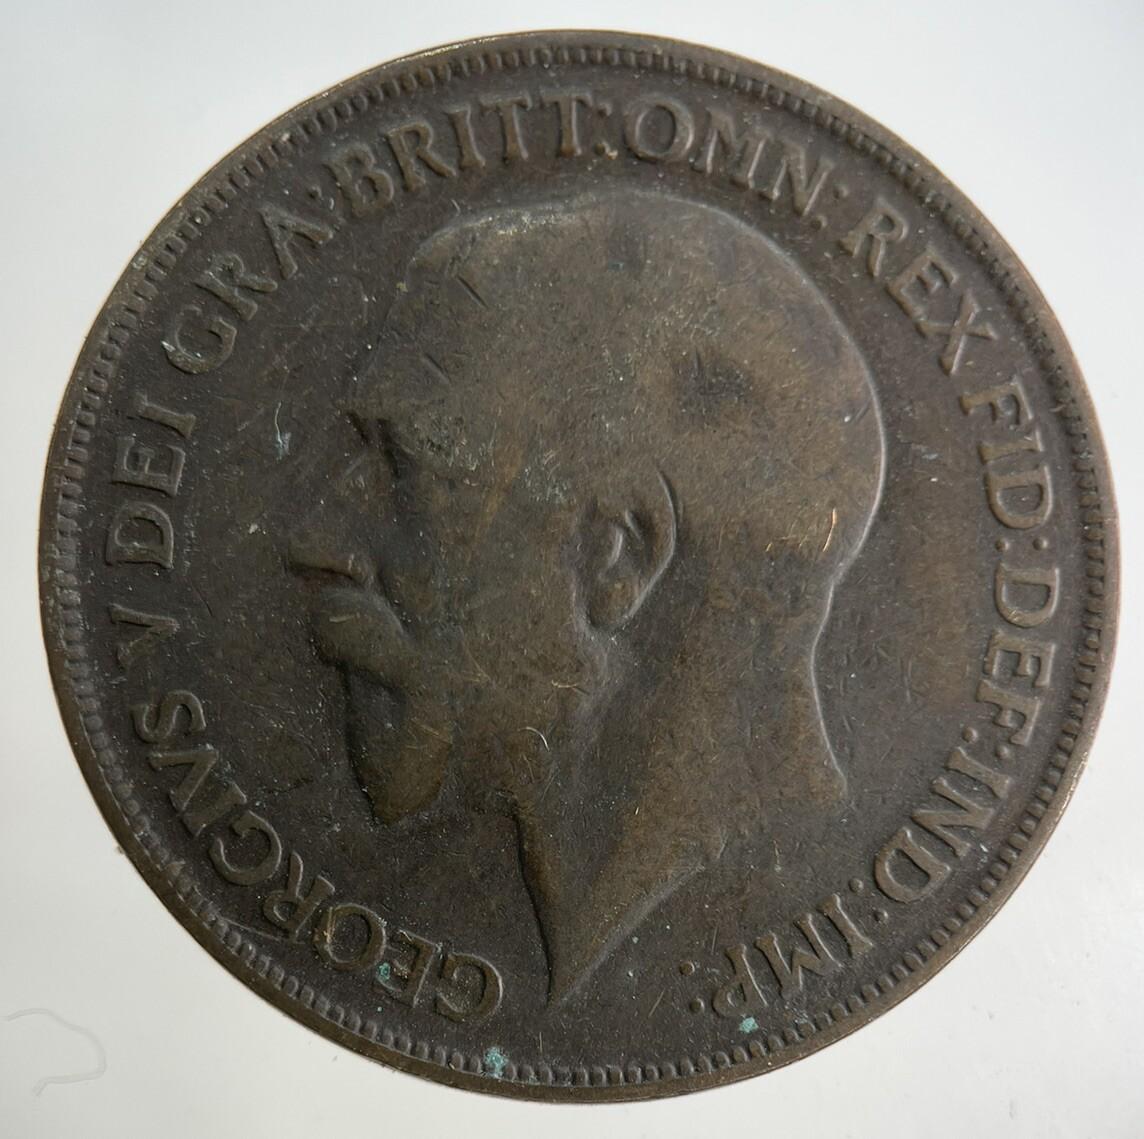 GEORGIVS V DEI GRA: BRITT: OMN: REX FID: DEF: IND: IMP: